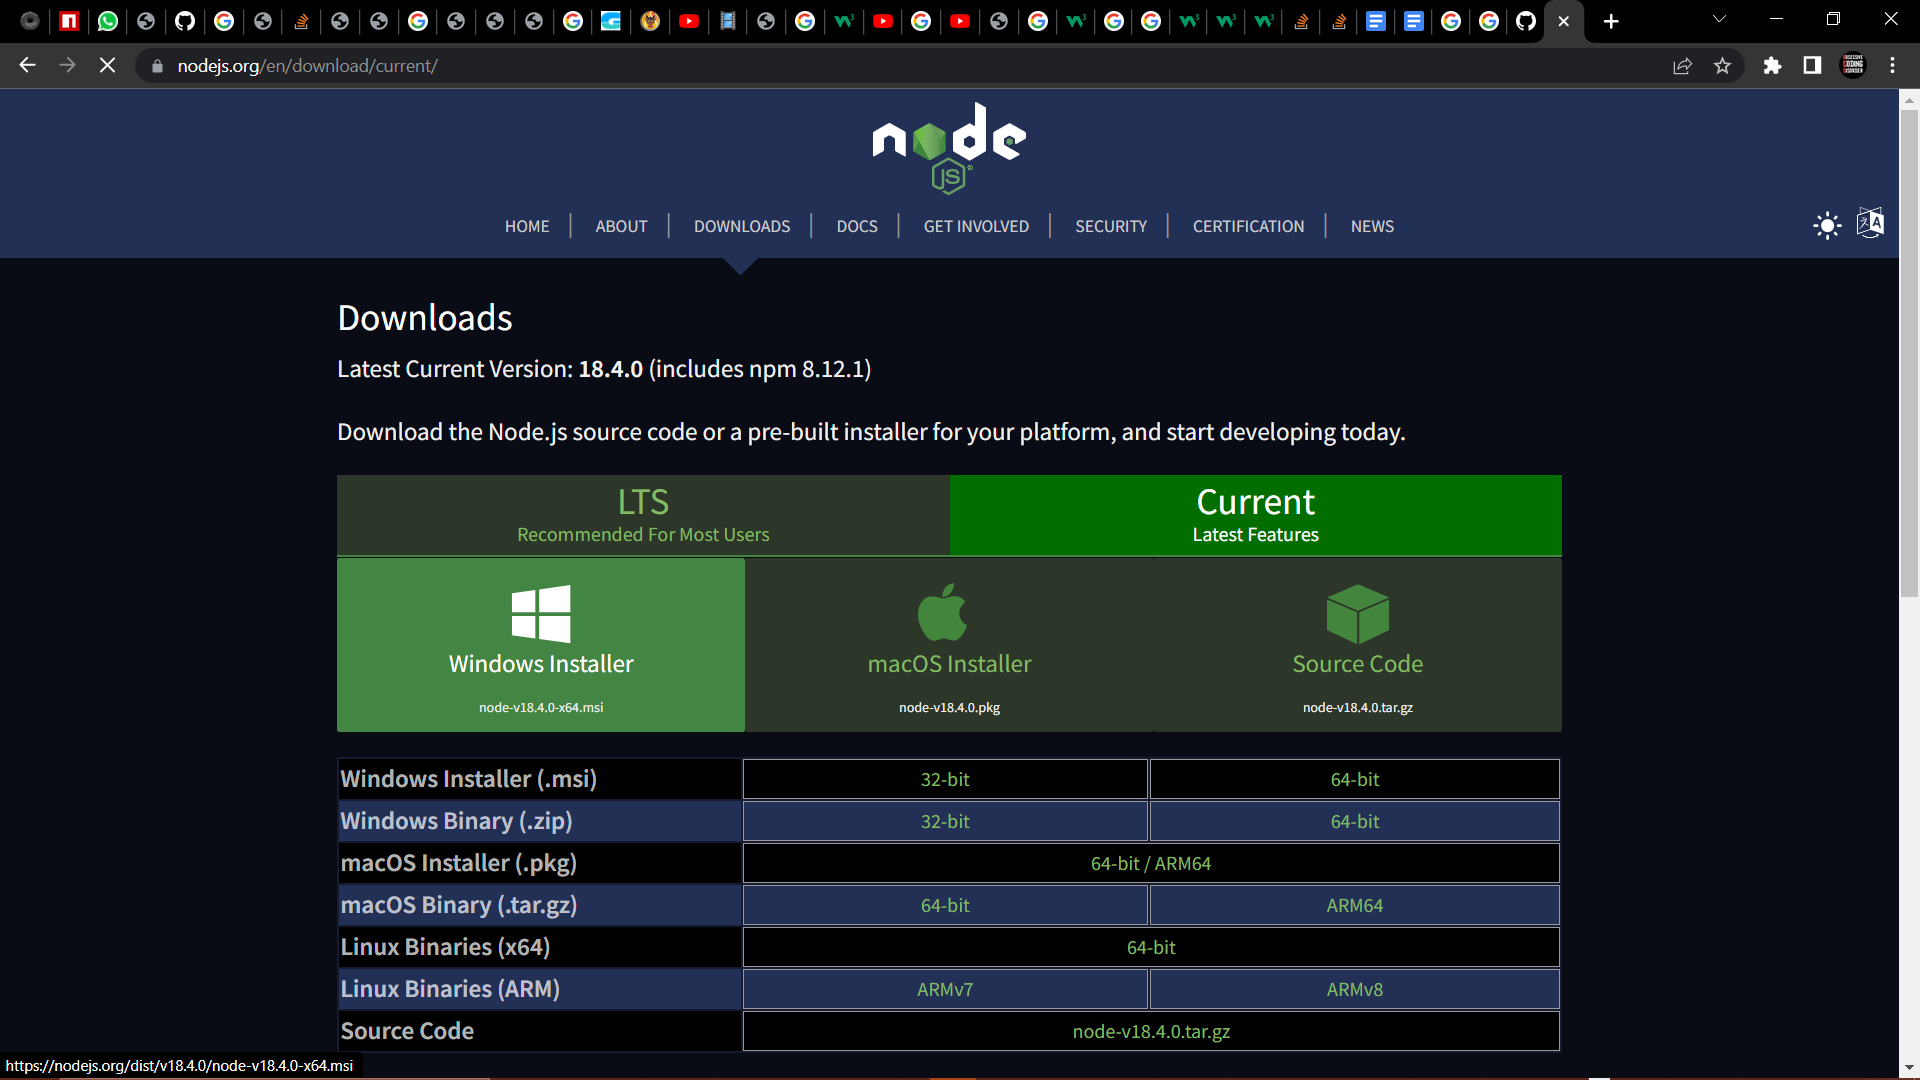 nodejs.org/en/download/current/
node
JS
HOME ABOUT DOWNLOADS DOCS GET INVOLVED SECURITY CERTIFICATION NEWS
Downloads
Latest Current Version: 18.4.0 (includes npm 8.12.1)
Download the Node.js source code or a pre-built installer for your platform, and start developing today.
LTS
Recommended For Most Users
Current
Latest Features
Windows Installer
node-v18.4.0-x64.msi
macOS Installer
node-v18.4.0.pkg
Source Code
node-v18.4.0.tar.gz
Windows Installer (.msi) 32-bit 64-bit
Windows Binary (.zip) 32-bit 64-bit
macOS Installer (.pkg) 64-bit / ARM64
macOS Binary (.tar.gz) 64-bit ARM64
Linux Binaries (x64) 64-bit
Linux Binaries (ARM) ARMv7 ARMv8
Source Code node-v18.4.0.tar.gz
https://nodejs.org/dist/v18.4.0/node-v18.4.0-x64.msi